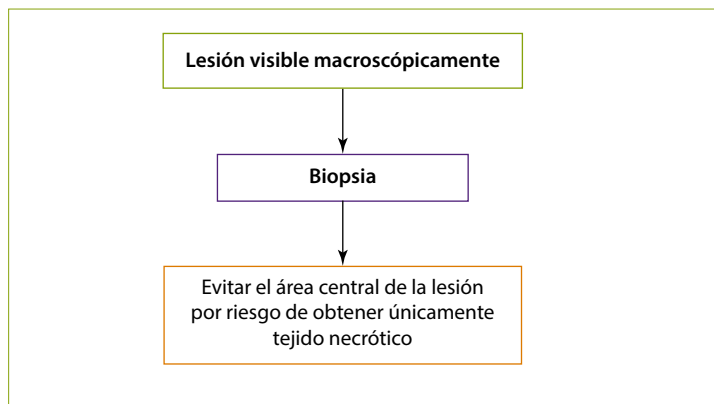 Lesión visible macroscópicamente
Biopsia
Evitar el área central de la lesión
por riesgo de obtener únicamente
tejido necrótico